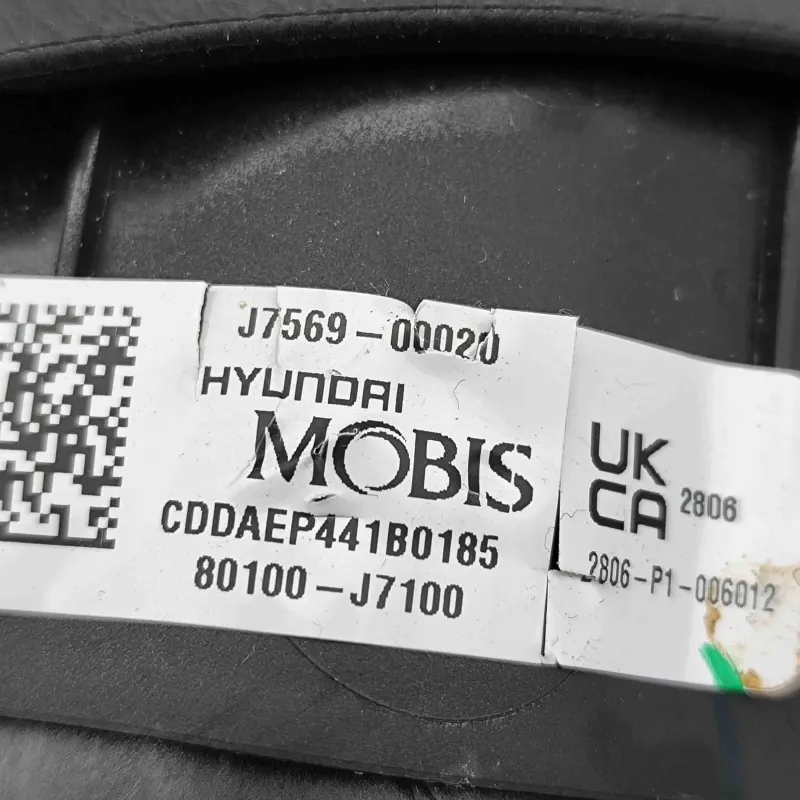 J7569-00020
HYUNDAI
MOBIS
CDDAEP441B0185
80100-J7100
UK
CA 2806
2806-P1-006012